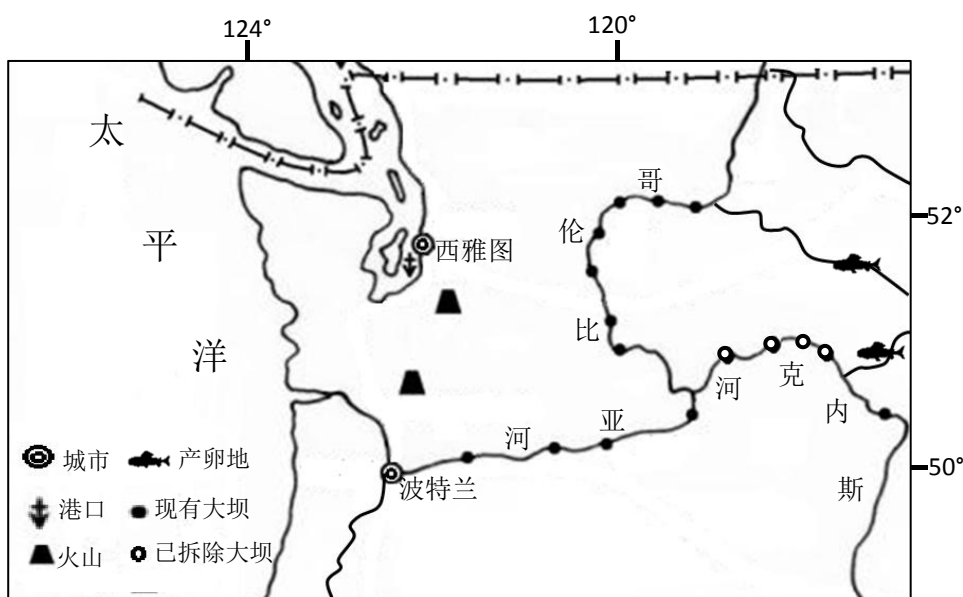 124°
120°
太
平
洋
52°
50°
西雅图
哥
伦
比
亚
河
河
克
内
斯
波特兰
城市
产卵地
港口
现有大坝
火山
已拆除大坝